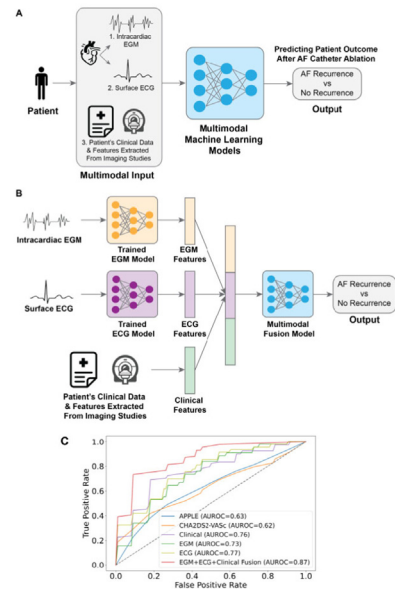 A
1. Intracardiac
EGM
2. Surface ECG
3. Patient's Clinical Data
& Features Extracted
From Imaging Studies
Patient
Multimodal Input
Multimodal
Machine Learning
Models
Predicting Patient Outcome
After AF Catheter Ablation
AF Recurrence
vs
No Recurrence
Output
B
Intracardiac EGM
Trained
EGM Model
EGM
Features
Surface ECG
Trained
ECG Model
ECG
Features
Multimodal
Fusion Model
AF Recurrence
vs
No Recurrence
Output
Patient's Clinical Data
& Features Extracted
From Imaging Studies
Clinical
Features
C
True Positive Rate
1.0
0.8
0.6
0.4
0.2
0.0
APPLE (AUROC=0.63)
CHA2DS2-VASc (AUROC=0.62)
Clinical (AUROC=0.76)
EGM (AUROC=0.73)
ECG (AUROC=0.77)
EGM+ECG+Clinical Fusion (AUROC=0.87)
0.0 0.2 0.4 0.6 0.8 1.0
False Positive Rate